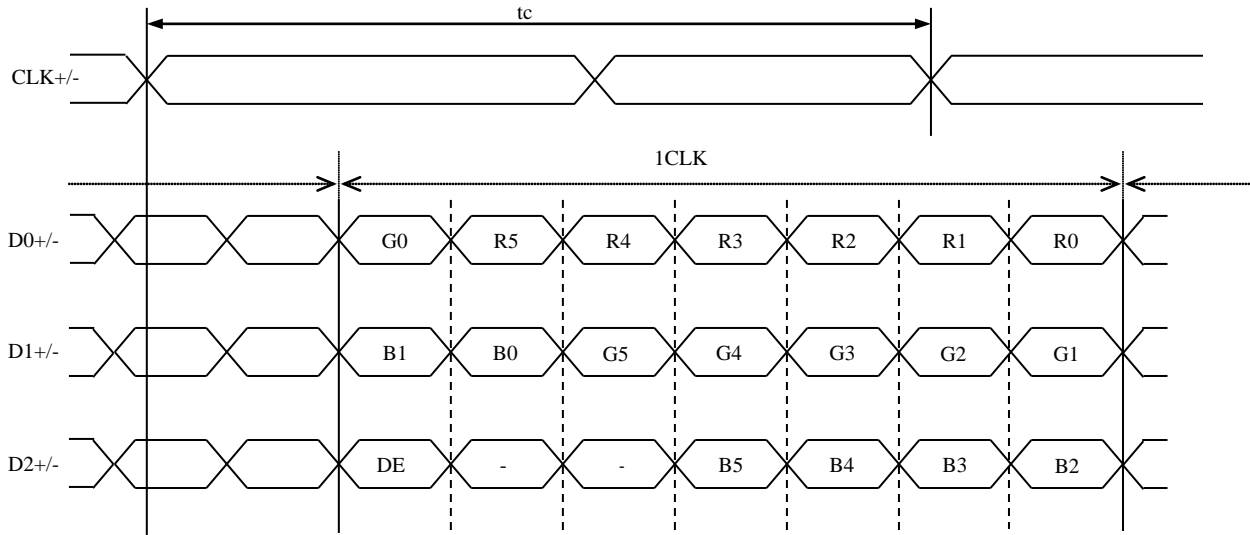 tc
CLK+/-
1CLK
D0+/- G0 R5 R4 R3 R2 R1 R0
D1+/- B1 B0 G5 G4 G3 G2 G1
D2+/- DE - - B5 B4 B3 B2